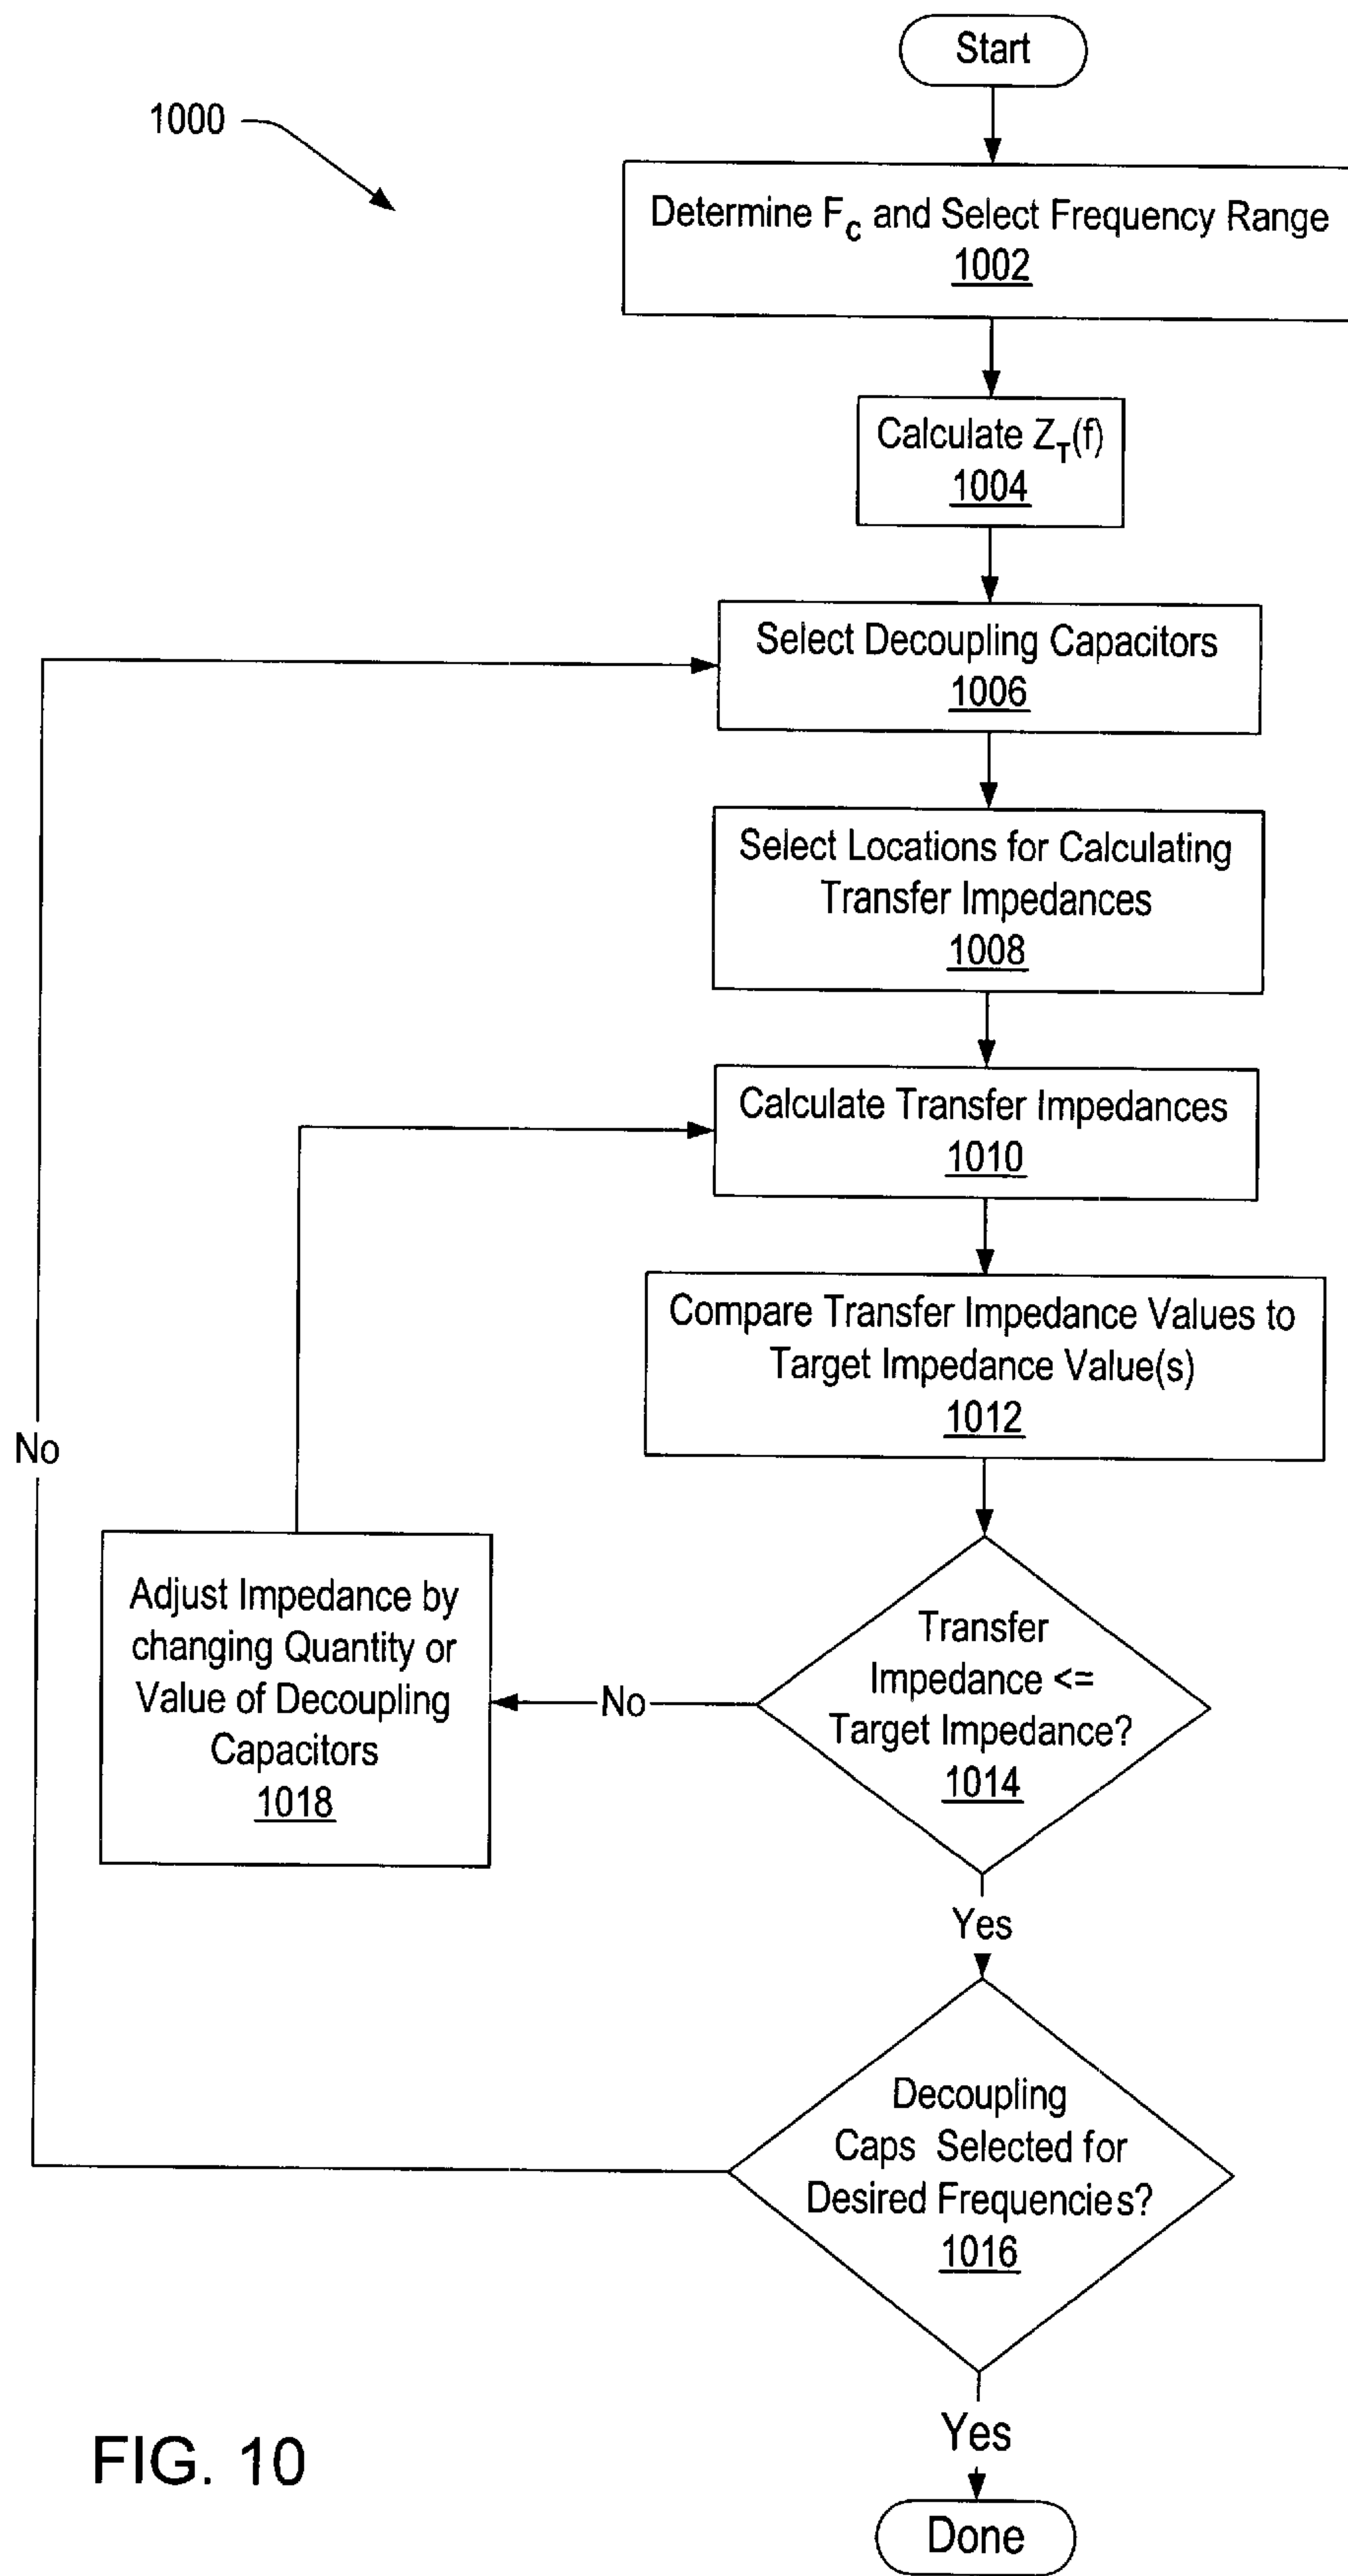 Start
1000
Determine Fc and Select Frequency Range
1002
Calculate ZT(f)
1004
Select Decoupling Capacitors
1006
Select Locations for Calculating
Transfer Impedances
1008
Calculate Transfer Impedances
1010
Compare Transfer Impedance Values to
Target Impedance Value(s)
1012
No
Adjust Impedance by
changing Quantity or
Value of Decoupling
Capacitors
1018
No
Transfer
Impedance <=
Target Impedance?
1014
Yes
Decoupling
Caps Selected for
Desired Frequencies?
1016
Yes
FIG. 10
Done